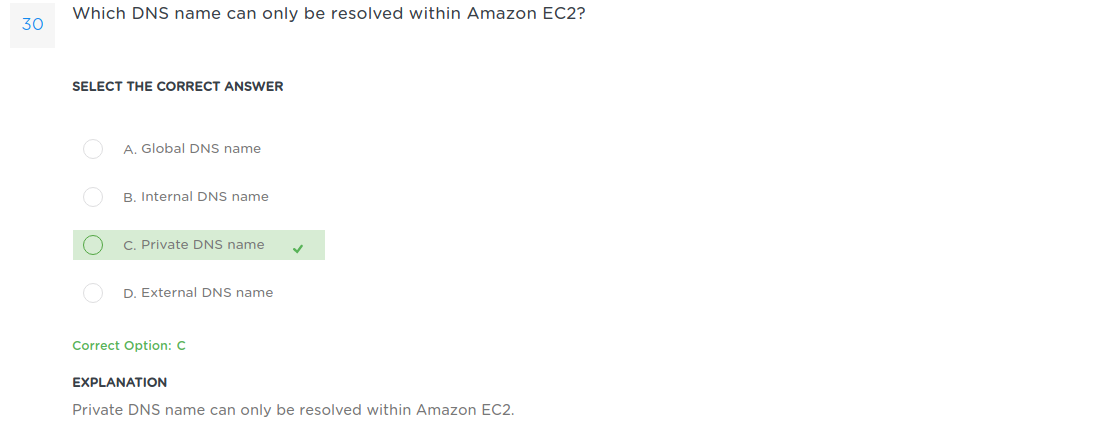 30
Which DNS name can only be resolved within Amazon EC2?
SELECT THE CORRECT ANSWER
A. Global DNS name
B. Internal DNS name
C. Private DNS name
D. External DNS name
Correct Option: C
EXPLANATION
Private DNS name can only be resolved within Amazon EC2.